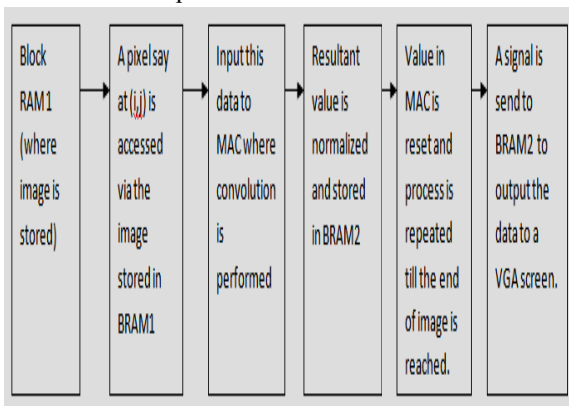 Block
RAM1
(where
image is
stored)
A pixel say
at (i,j) is
accessed
via the
image
stored in
BRAM1
Input this
data to
MAC where
convolution
is
performed
Resultant
value is
normalized
and stored
in BRAM2
Value in
MAC is
reset and
process is
repeated
till the end
of image is
reached.
A signal is
send to
BRAM2 to
output the
data to a
VGA screen.